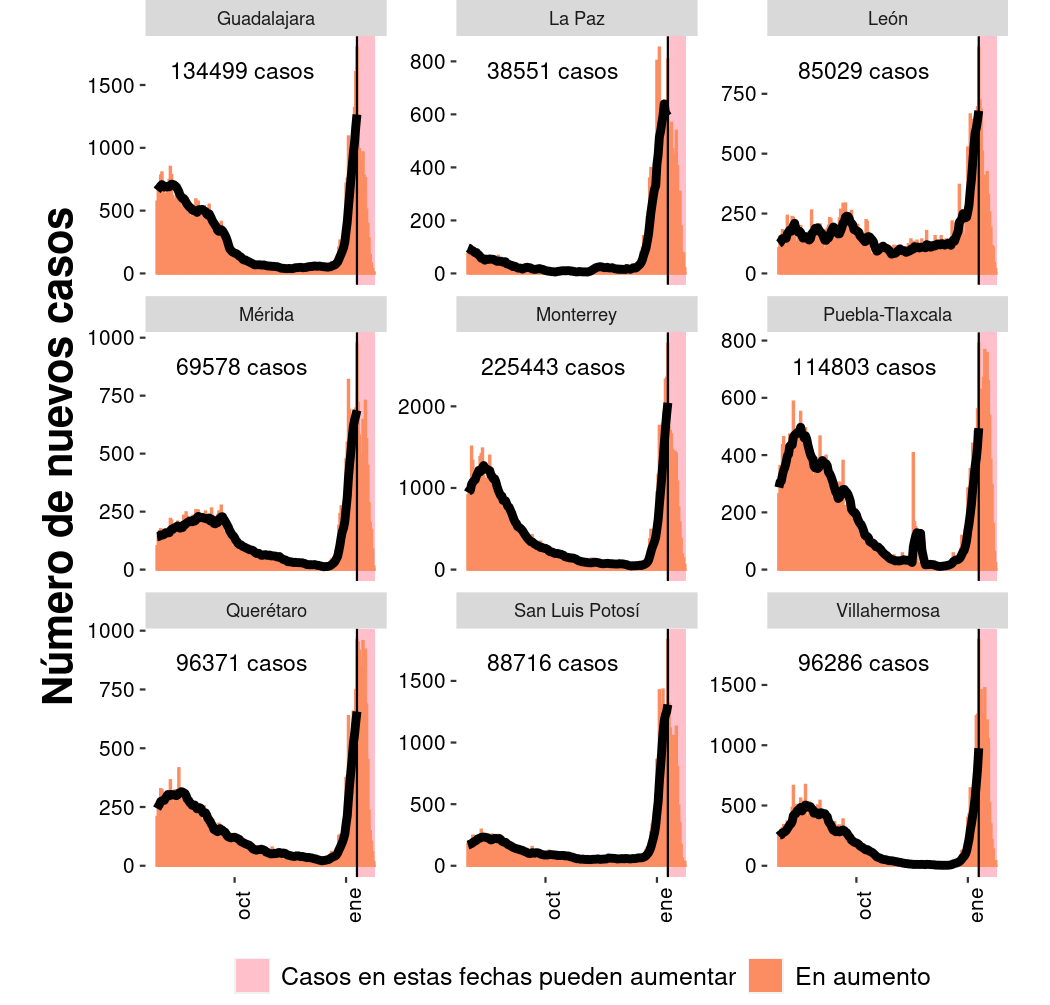 Número de nuevos casos
Guadalajara
134499 casos
1500
1000
500
0
La Paz
38551 casos
800
600
400
200
0
León
85029 casos
750
500
250
0
Mérida
69578 casos
1000
750
500
250
0
Monterrey
225443 casos
2000
1000
0
Puebla-Tlaxcala
114803 casos
800
600
400
200
0
Querétaro
96371 casos
1000
750
500
250
0
San Luis Potosí
88716 casos
1500
1000
500
0
Villahermosa
96286 casos
1500
1000
500
0
oct ene
oct ene
oct ene
Casos en estas fechas pueden aumentar En aumento